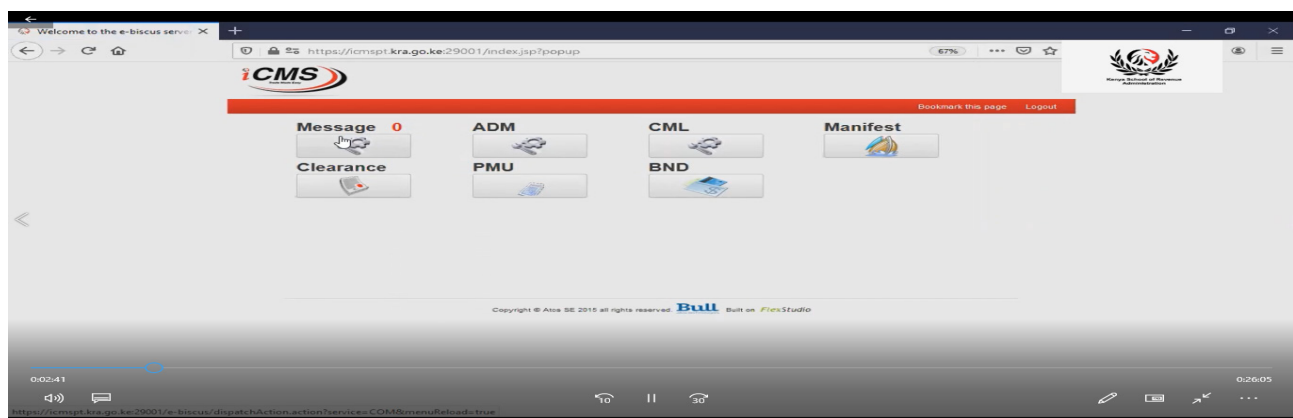 Welcome to the e-biscus serve
https://icmspt.kra.go.ke:29001/index.jsp?popup
67%
iCMS
Kenya School of Revenue
Administration
Bookmark this page Logout
Message 0 ADM CML Manifest
Clearance PMU BND
Copyright © Atos SE 2015 all rights reserved. Bull Built on FlexStudio
0:02:41 0:26:05
10 30
https://icmspt.kra.go.ke:29001/e-biscus/dispatchAction.action?service=COM&menuReload=true